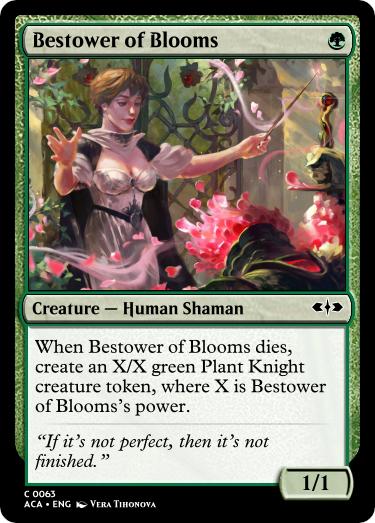 Bestower of Blooms
Creature — Human Shaman
When Bestower of Blooms dies,
create an X/X green Plant Knight
creature token, where X is Bestower
of Blooms's power.
"If it's not perfect, then it's not
finished."
1/1
C 0063
ACA • ENG VERA TIHONOVA